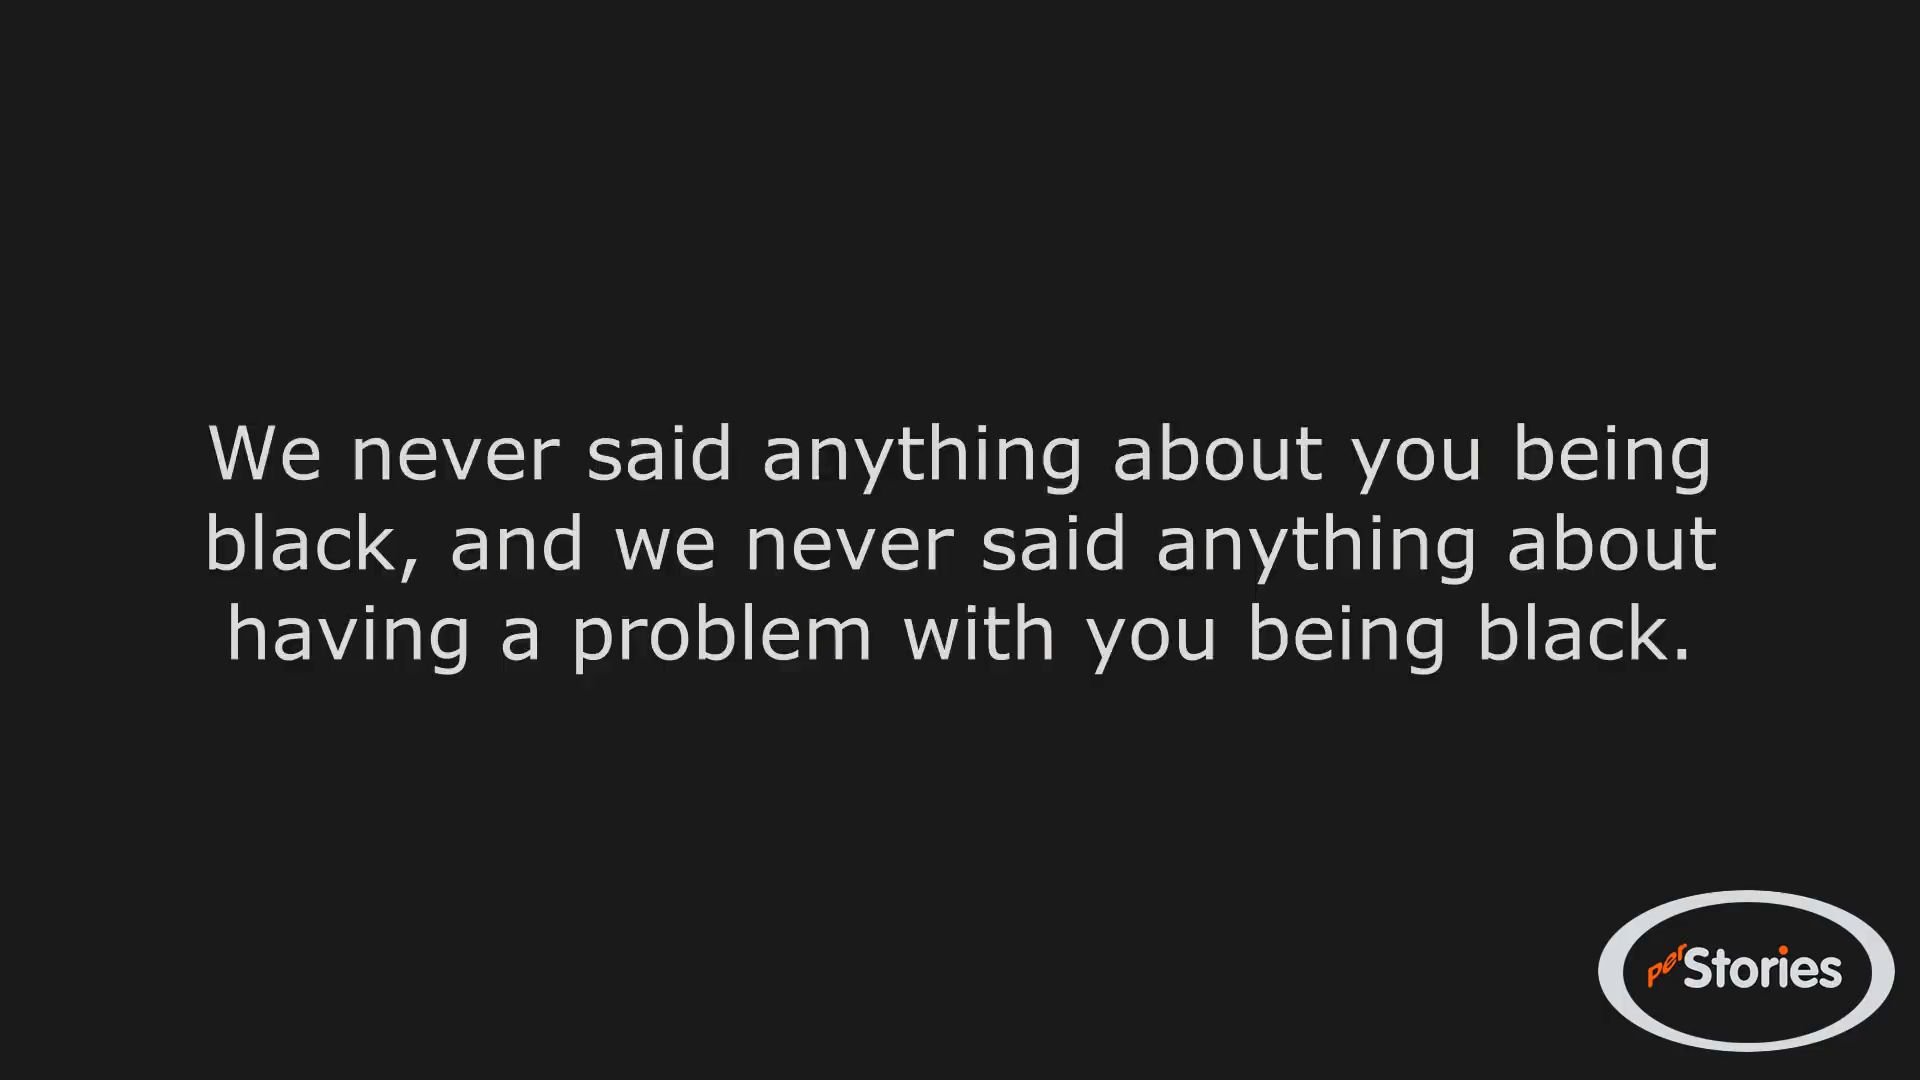 We never said anything about you being
black, and we never said anything about
having a problem with you being black.
perStories